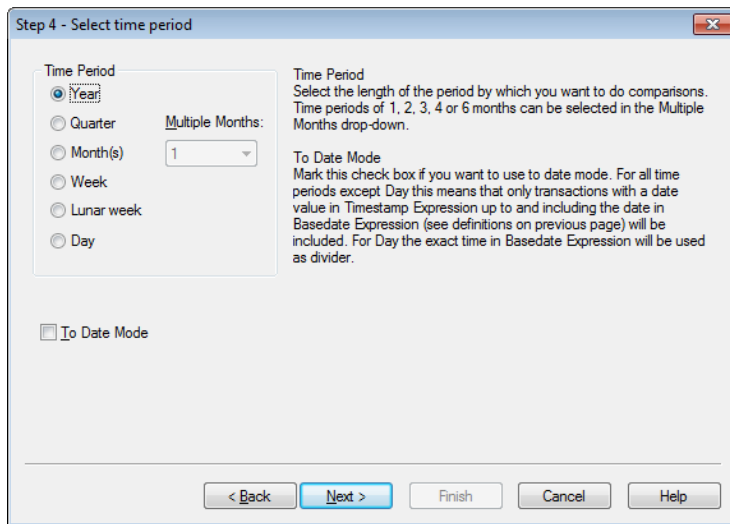 Step 4 - Select time period
Time Period
Year
Quarter
Multiple Months:
Month(s)
1
Week
Lunar week
Day
Time Period
Select the length of the period by which you want to do comparisons.
Time periods of 1, 2, 3, 4 or 6 months can be selected in the Multiple
Months drop-down.
To Date Mode
Mark this check box if you want to use to date mode. For all time
periods except Day this means that only transactions with a date
value in Timestamp Expression up to and including the date in
Basedate Expression (see definitions on previous page) will be
included. For Day the exact time in Basedate Expression will be used
as divider.
To Date Mode
< Back
Next >
Finish
Cancel
Help